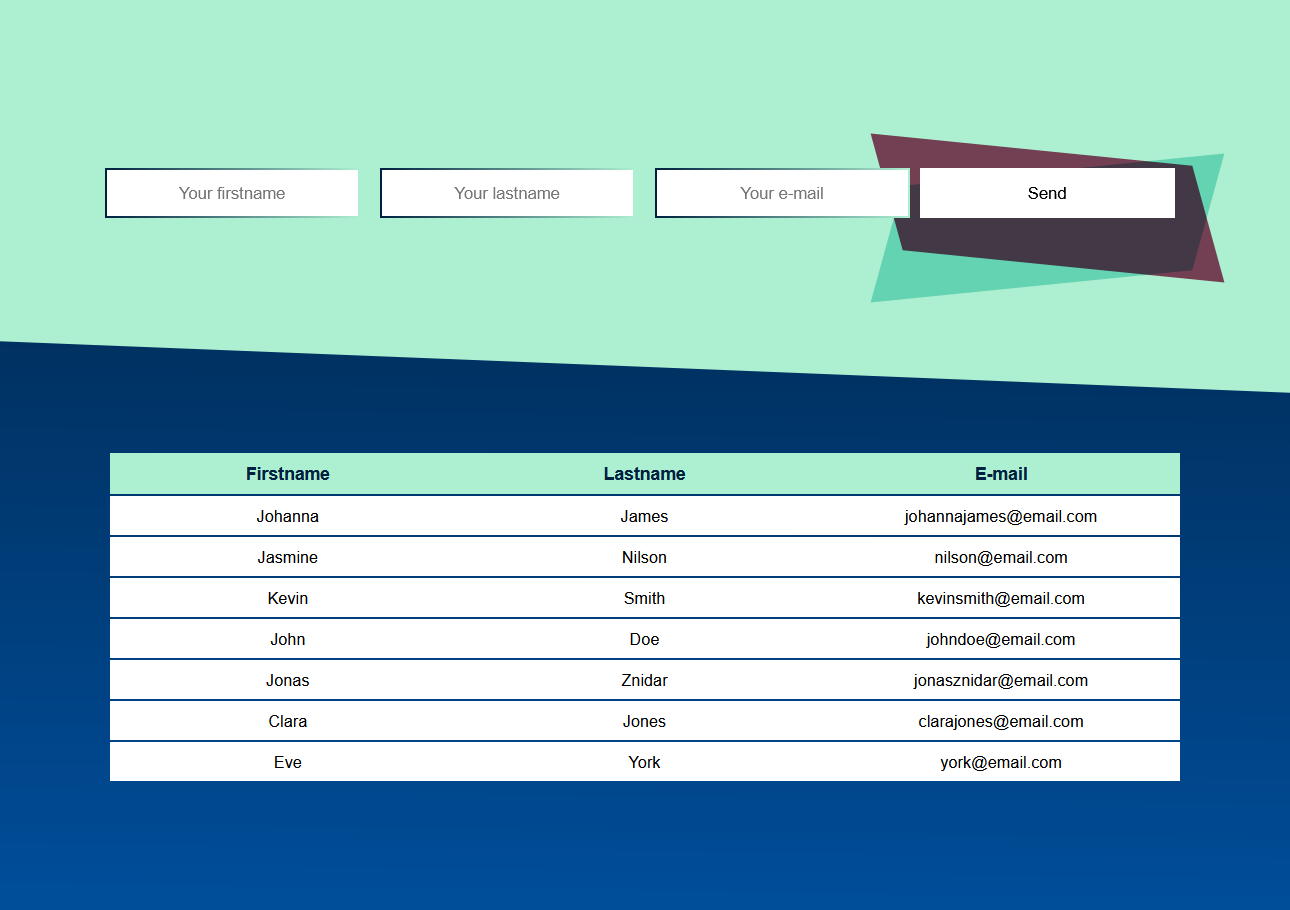 Your firstname Your lastname Your e-mail Send
Firstname Lastname E-mail
Johanna James johannajames@email.com
Jasmine Nilson nilson@email.com
Kevin Smith kevinsmith@email.com
John Doe johndoe@email.com
Jonas Znidar jonasznidar@email.com
Clara Jones clarajones@email.com
Eve York york@email.com